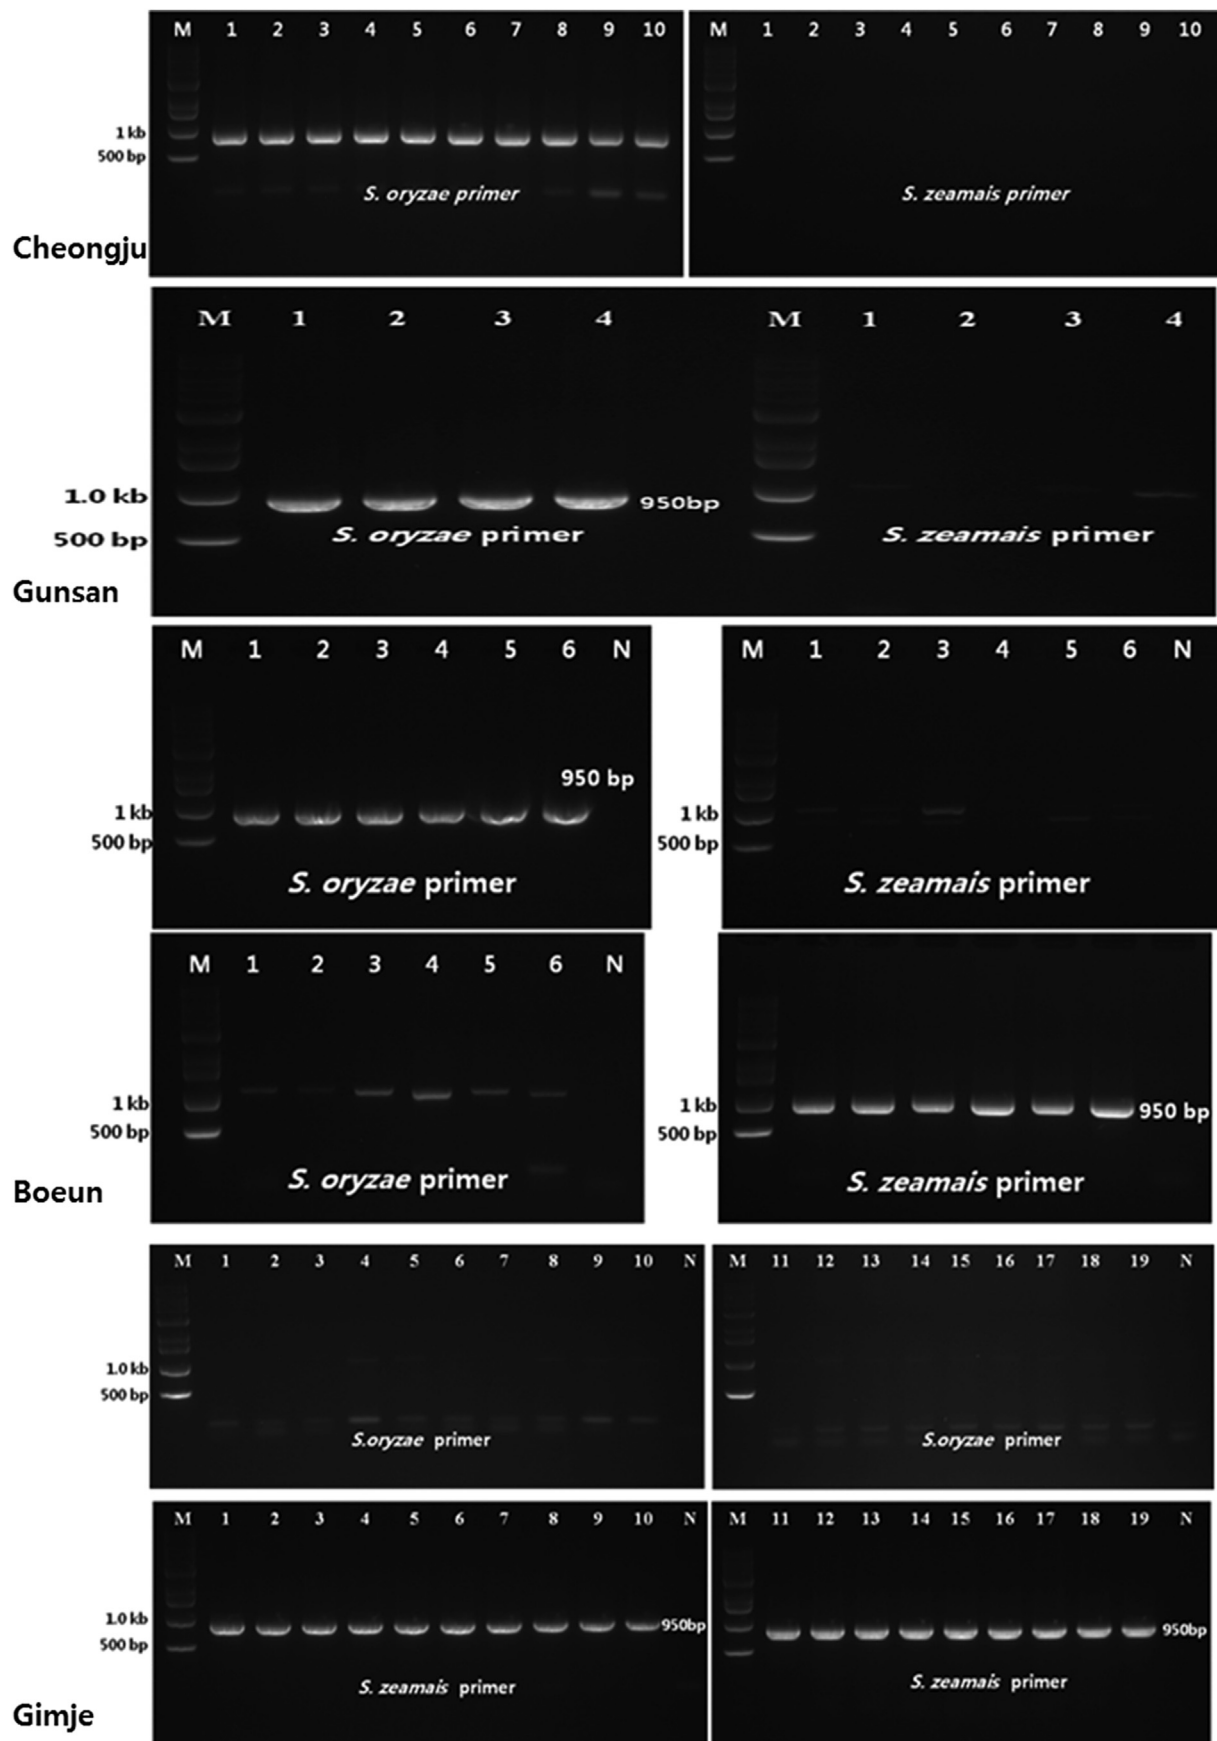 M 1 2 3 4 5 6 7 8 9 10
M 1 2 3 4 5 6 7 8 9 10
1 kb
500 bp
S. oryzae primer
S. zeamais primer
Cheongju
M 1 2 3 4
M 1 2 3 4
1.0 kb
950bp
500 bp
S. oryzae primer
S. zeamais primer
Gunsan
M 1 2 3 4 5 6 N
M 1 2 3 4 5 6 N
950 bp
1 kb
1 kb
500 bp
500 bp
S. oryzae primer
S. zeamais primer
M 1 2 3 4 5 6 N
1 kb
1 kb
950 bp
500 bp
500 bp
S. oryzae primer
S. zeamais primer
Boeun
M 1 2 3 4 5 6 7 8 9 10 N
M 11 12 13 14 15 16 17 18 19 N
1.0 kb
500 bp
S.oryzae primer
S.oryzae primer
M 1 2 3 4 5 6 7 8 9 10 N
M 11 12 13 14 15 16 17 18 19 N
1.0 kb
950bp
950bp
500 bp
S. zeamais primer
S. zeamais primer
Gimje